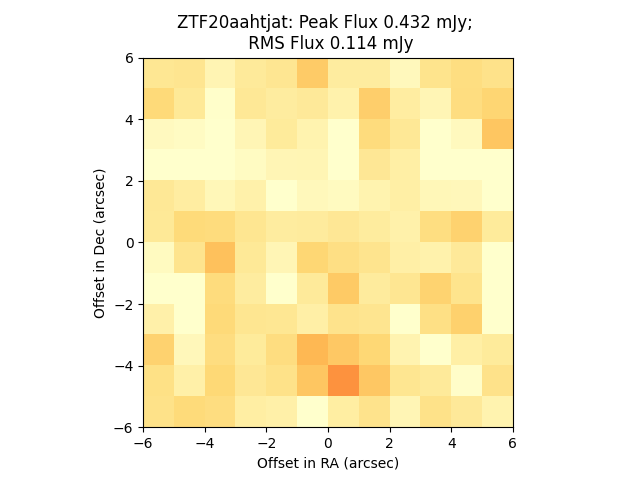 ZTF20aahtjat: Peak Flux 0.432 mJy;
RMS Flux 0.114 mJy
6
4
2
0
−2
−4
−6
Offset in Dec (arcsec)
−6 −4 −2 0 2 4 6
Offset in RA (arcsec)